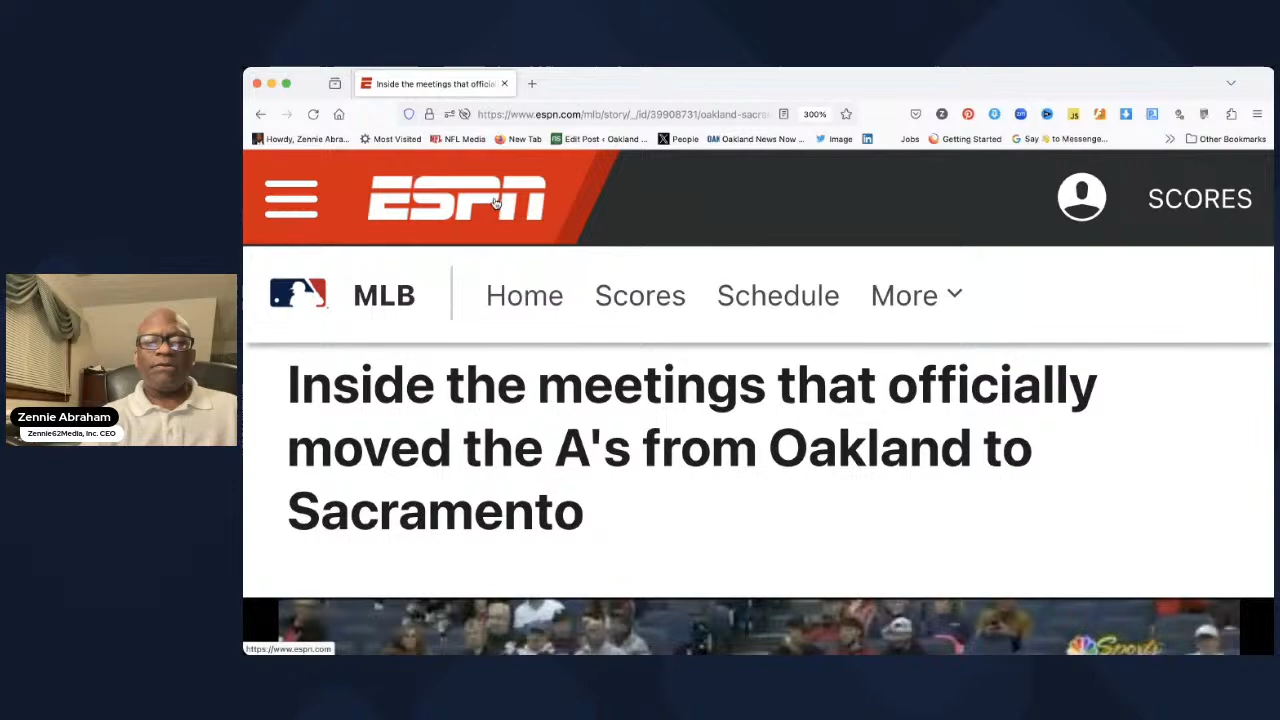 Inside the meetings that officia
https://www.espn.com/mlb/story/_/id/39908731/oakland-sacra
300%
Howdy, Zennie Abra...
Most Visited
NFL Media
New Tab
Edit Post ‹ Oakland ...
People
OAK Oakland News Now ...
Image
Jobs
Getting Started
Say 👋 to Messenge...
Other Bookmarks
ESPN
SCORES
MLB
Home
Scores
Schedule
More
Inside the meetings that officially
moved the A's from Oakland to
Sacramento
Zennie Abraham
Zennie62Media, Inc. CEO
Sports
https://www.espn.com